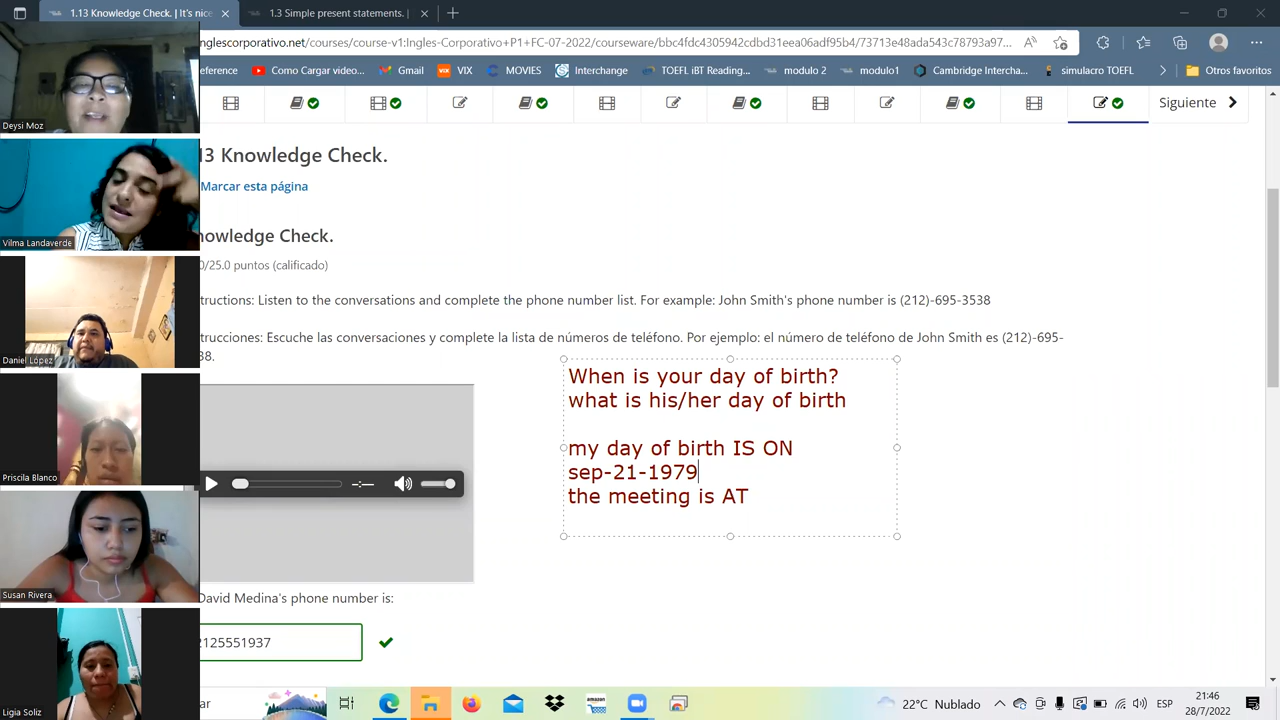 1.13 Knowledge Check. | It's nice
1.3 Simple present statements. |
inglescorporativo.net/courses/course-v1:Ingles-Corporativo+P1+FC-07-2022/courseware/bbc4fdc4305942cdbd31eea06adf95b4/73713e48ada543c78793a97...
eference
Como Cargar video...
Gmail
VIX
MOVIES
Interchange
TOEFL iBT Reading...
modulo 2
modulo1
Cambridge Intercha...
simulacro TOEFL
Otros favoritos
Siguiente
13 Knowledge Check.
Marcar esta página
nowledge Check.
0/25.0 puntos (calificado)
tructions: Listen to the conversations and complete the phone number list. For example: John Smith's phone number is (212)-695-3538
trucciones: Escuche las conversaciones y complete la lista de números de teléfono. Por ejemplo: el número de teléfono de John Smith es (212)-695-
38.
When is your day of birth?
what is his/her day of birth
my day of birth IS ON
sep-21-1979
the meeting is AT
David Medina's phone number is:
2125551937
Deysi Moz
Vilma Landaverde
Daniel López
Priscila Blanco
Susan Rivera
Ligia Soliz
ar
22°C Nublado
ESP
21:46
28/7/2022